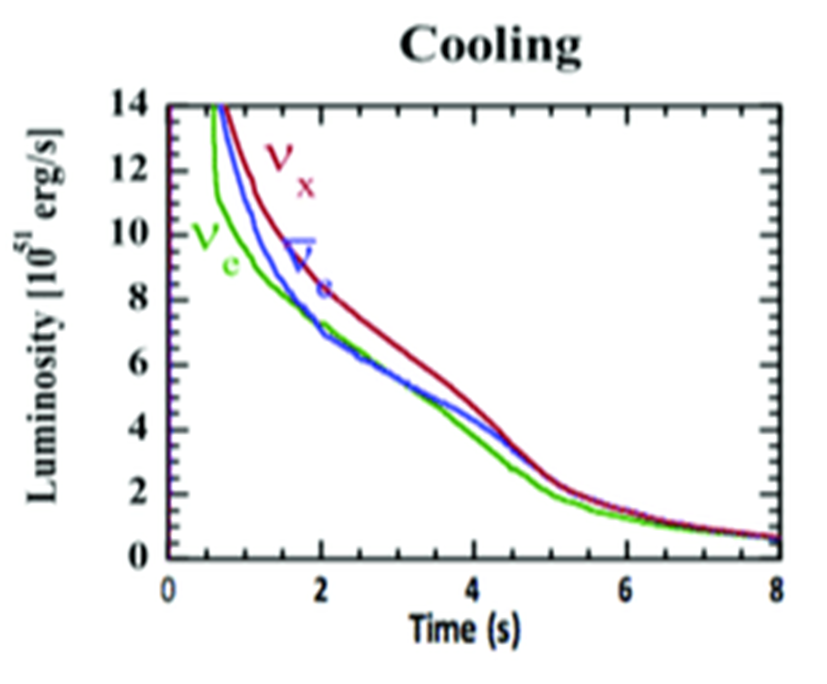 Cooling
Luminosity [10^51 erg/s]
14
12
10
8
6
4
2
0
ν_x
ν̅_e
ν_e
0 2 4 6 8
Time (s)